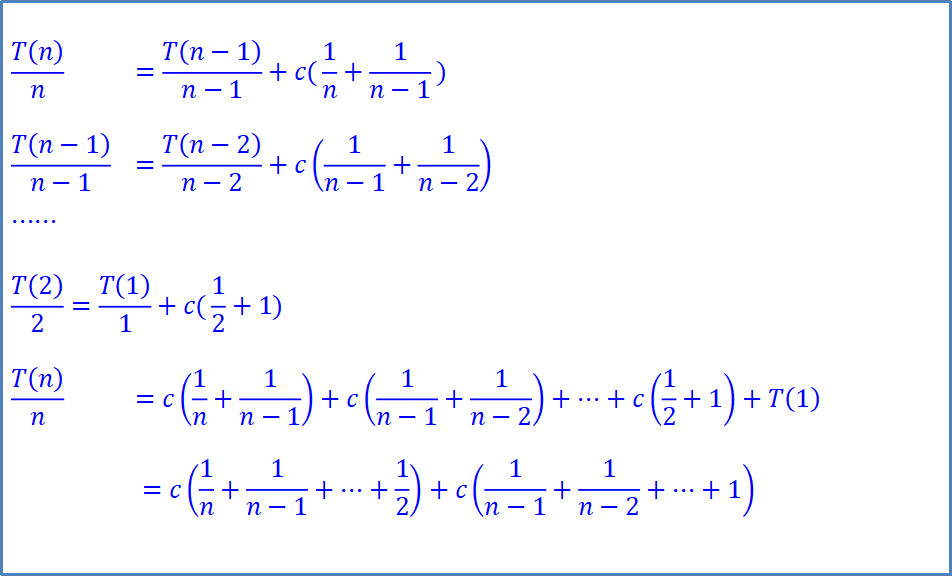 T(n)/n = T(n − 1)/(n − 1) + c(1/n + 1/(n − 1))
T(n − 1)/(n − 1) = T(n − 2)/(n − 2) + c(1/(n − 1) + 1/(n − 2))
……
T(2)/2 = T(1)/1 + c(1/2 + 1)
T(n)/n = c(1/n + 1/(n − 1)) + c(1/(n − 1) + 1/(n − 2)) + ⋯ + c(1/2 + 1) + T(1)
= c(1/n + 1/(n − 1) + ⋯ + 1/2) + c(1/(n − 1) + 1/(n − 2) + ⋯ + 1)